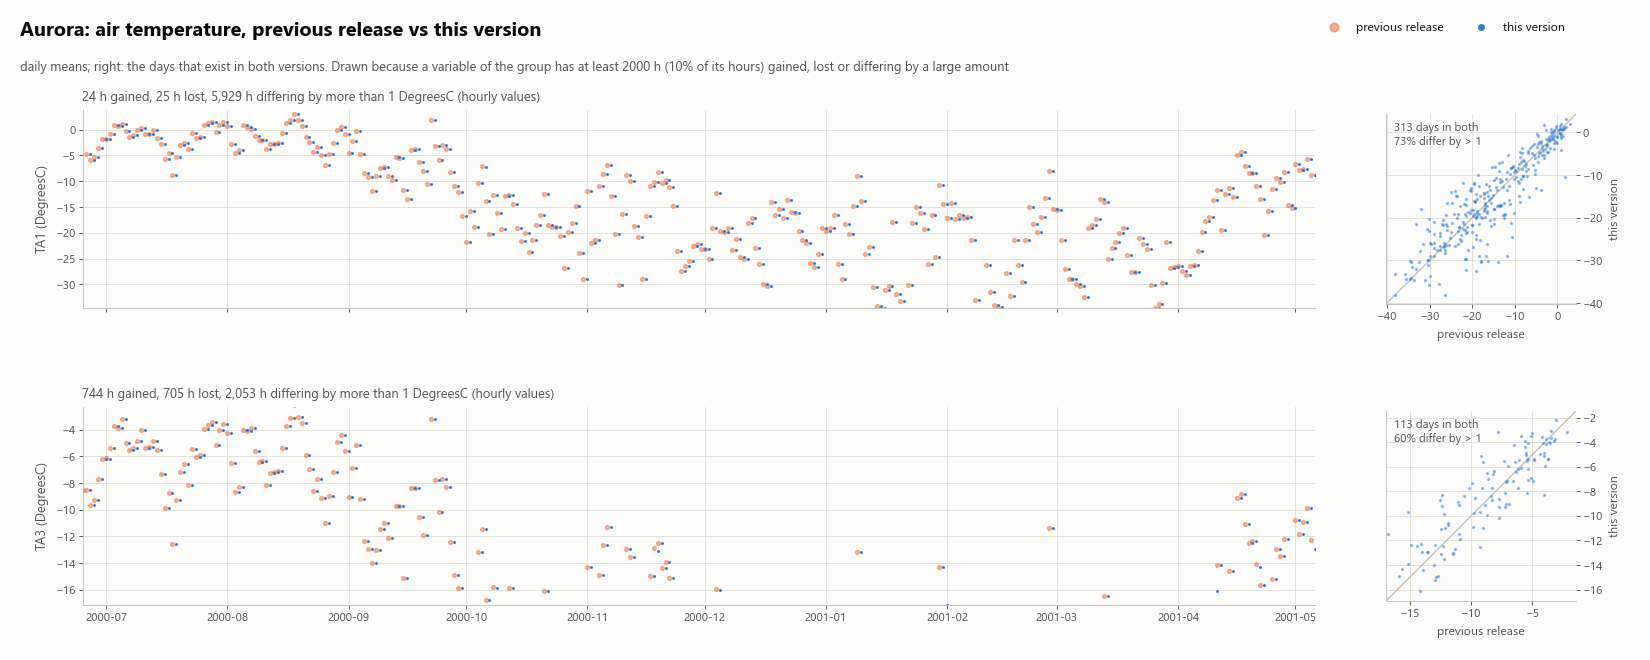 Aurora: air temperature, previous release vs this version
previous release
this version
daily means; right: the days that exist in both versions. Drawn because a variable of the group has at least 2000 h (10% of its hours) gained, lost or differing by a large amount
24 h gained, 25 h lost, 5,929 h differing by more than 1 DegreesC (hourly values)
TA1 (DegreesC)
0
−5
−10
−15
−20
−25
−30
313 days in both
73% differ by > 1
0
−10
−20
−30
−40
this version
−40
−30
−20
−10
0
previous release
744 h gained, 705 h lost, 2,053 h differing by more than 1 DegreesC (hourly values)
TA3 (DegreesC)
−4
−6
−8
−10
−12
−14
−16
2000-07
2000-08
2000-09
2000-10
2000-11
2000-12
2001-01
2001-02
2001-03
2001-04
2001-05
113 days in both
60% differ by > 1
−2
−4
−6
−8
−10
−12
−14
−16
this version
−15
−10
−5
previous release